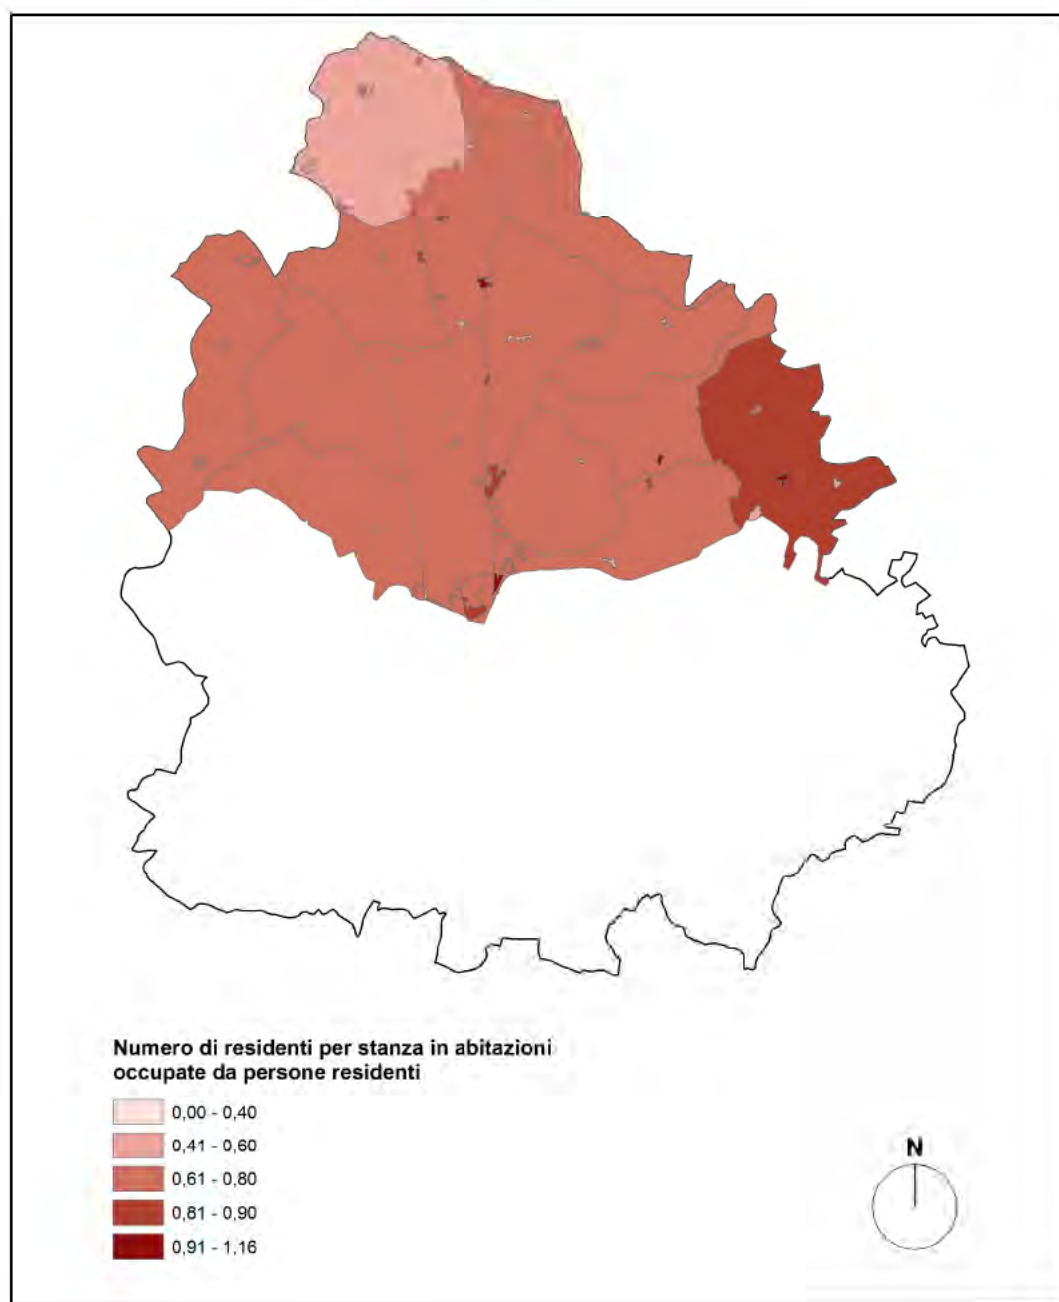 Numero di residenti per stanza in abitazioni
occupate da persone residenti
0,00 - 0,40
0,41 - 0,60
0,61 - 0,80
0,81 - 0,90
0,91 - 1,16
N